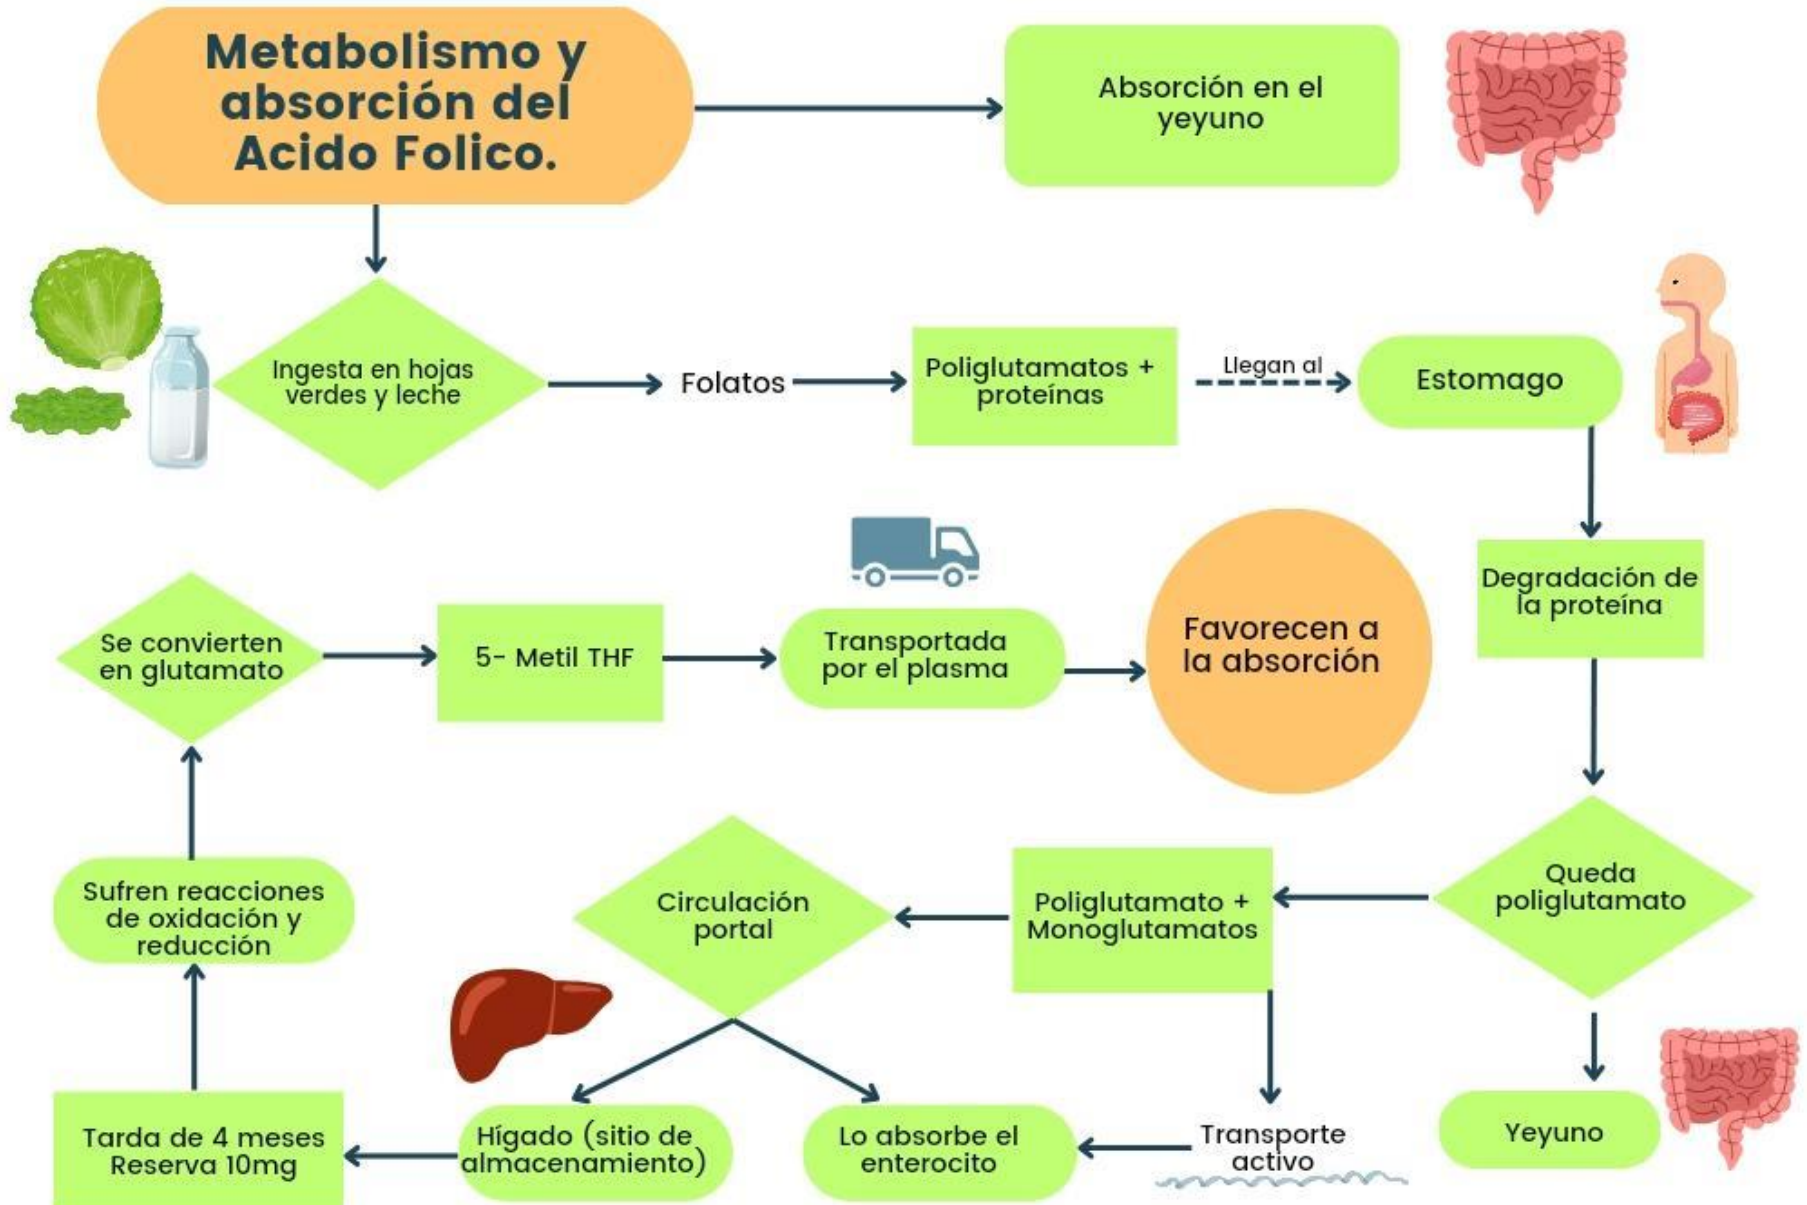 Metabolismo y
absorción del
Acido Folico.
Absorción en el
yeyuno
Ingesta en hojas
verdes y leche
Folatos
Poliglutamatos +
proteínas
Llegan al
Estomago
Degradación de
la proteína
Se convierten
en glutamato
5- Metil THF
Transportada
por el plasma
Favorecen a
la absorción
Queda
poliglutamato
Poliglutamato +
Monoglutamatos
Circulación
portal
Sufren reacciones
de oxidación y
reducción
Tarda de 4 meses
Reserva 10mg
Hígado (sitio de
almacenamiento)
Lo absorbe el
enterocito
Transporte
activo
Yeyuno